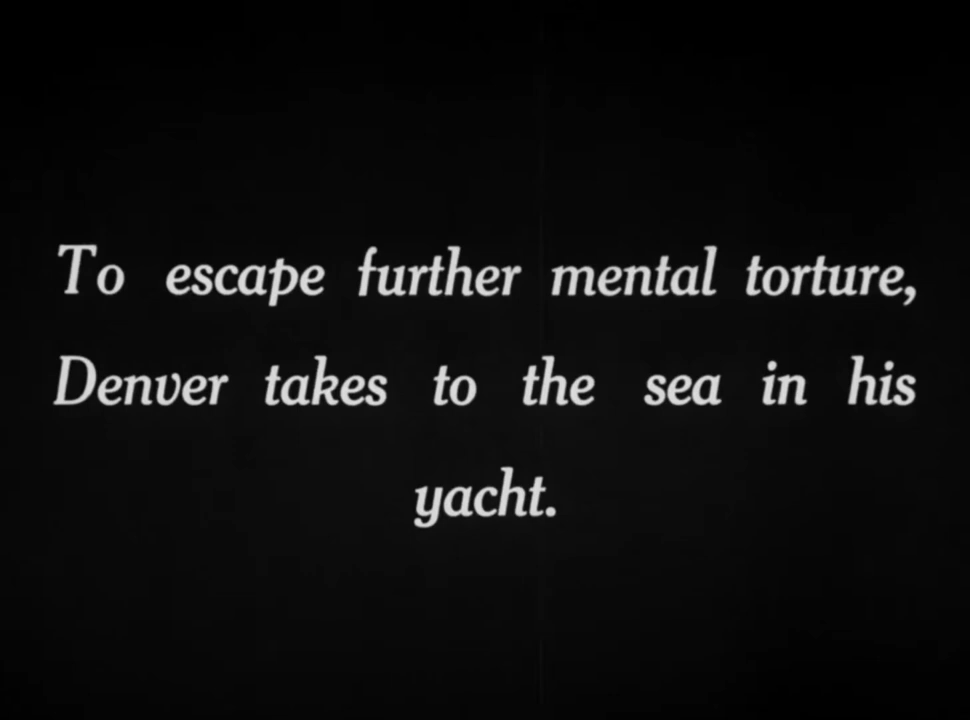 To escape further mental torture,
Denver takes to the sea in his
yacht.